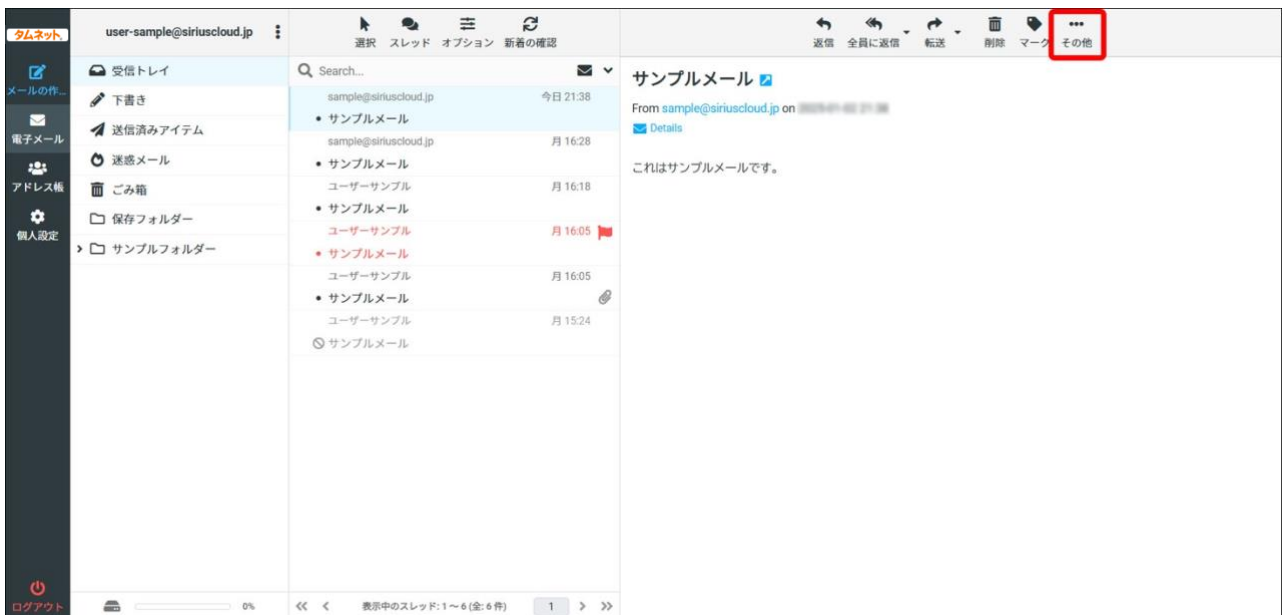 タムネット。
メールの作...
電子メール
アドレス帳
個人設定
ログアウト
user-sample@siriuscloud.jp
受信トレイ
下書き
送信済みアイテム
迷惑メール
ごみ箱
保存フォルダー
サンプルフォルダー
0%
選択 スレッド オプション 新着の確認
Search...
sample@siriuscloud.jp 今日 21:38
サンプルメール
sample@siriuscloud.jp 月 16:28
サンプルメール
ユーザーサンプル 月 16:18
サンプルメール
ユーザーサンプル 月 16:05
サンプルメール
ユーザーサンプル 月 16:05
サンプルメール
ユーザーサンプル 月 15:24
サンプルメール
表示中のスレッド: 1 ~ 6 (全: 6 件) 1
返信 全員に返信 転送 削除 マーク その他
サンプルメール
From sample@siriuscloud.jp on
Details
これはサンプルメールです。